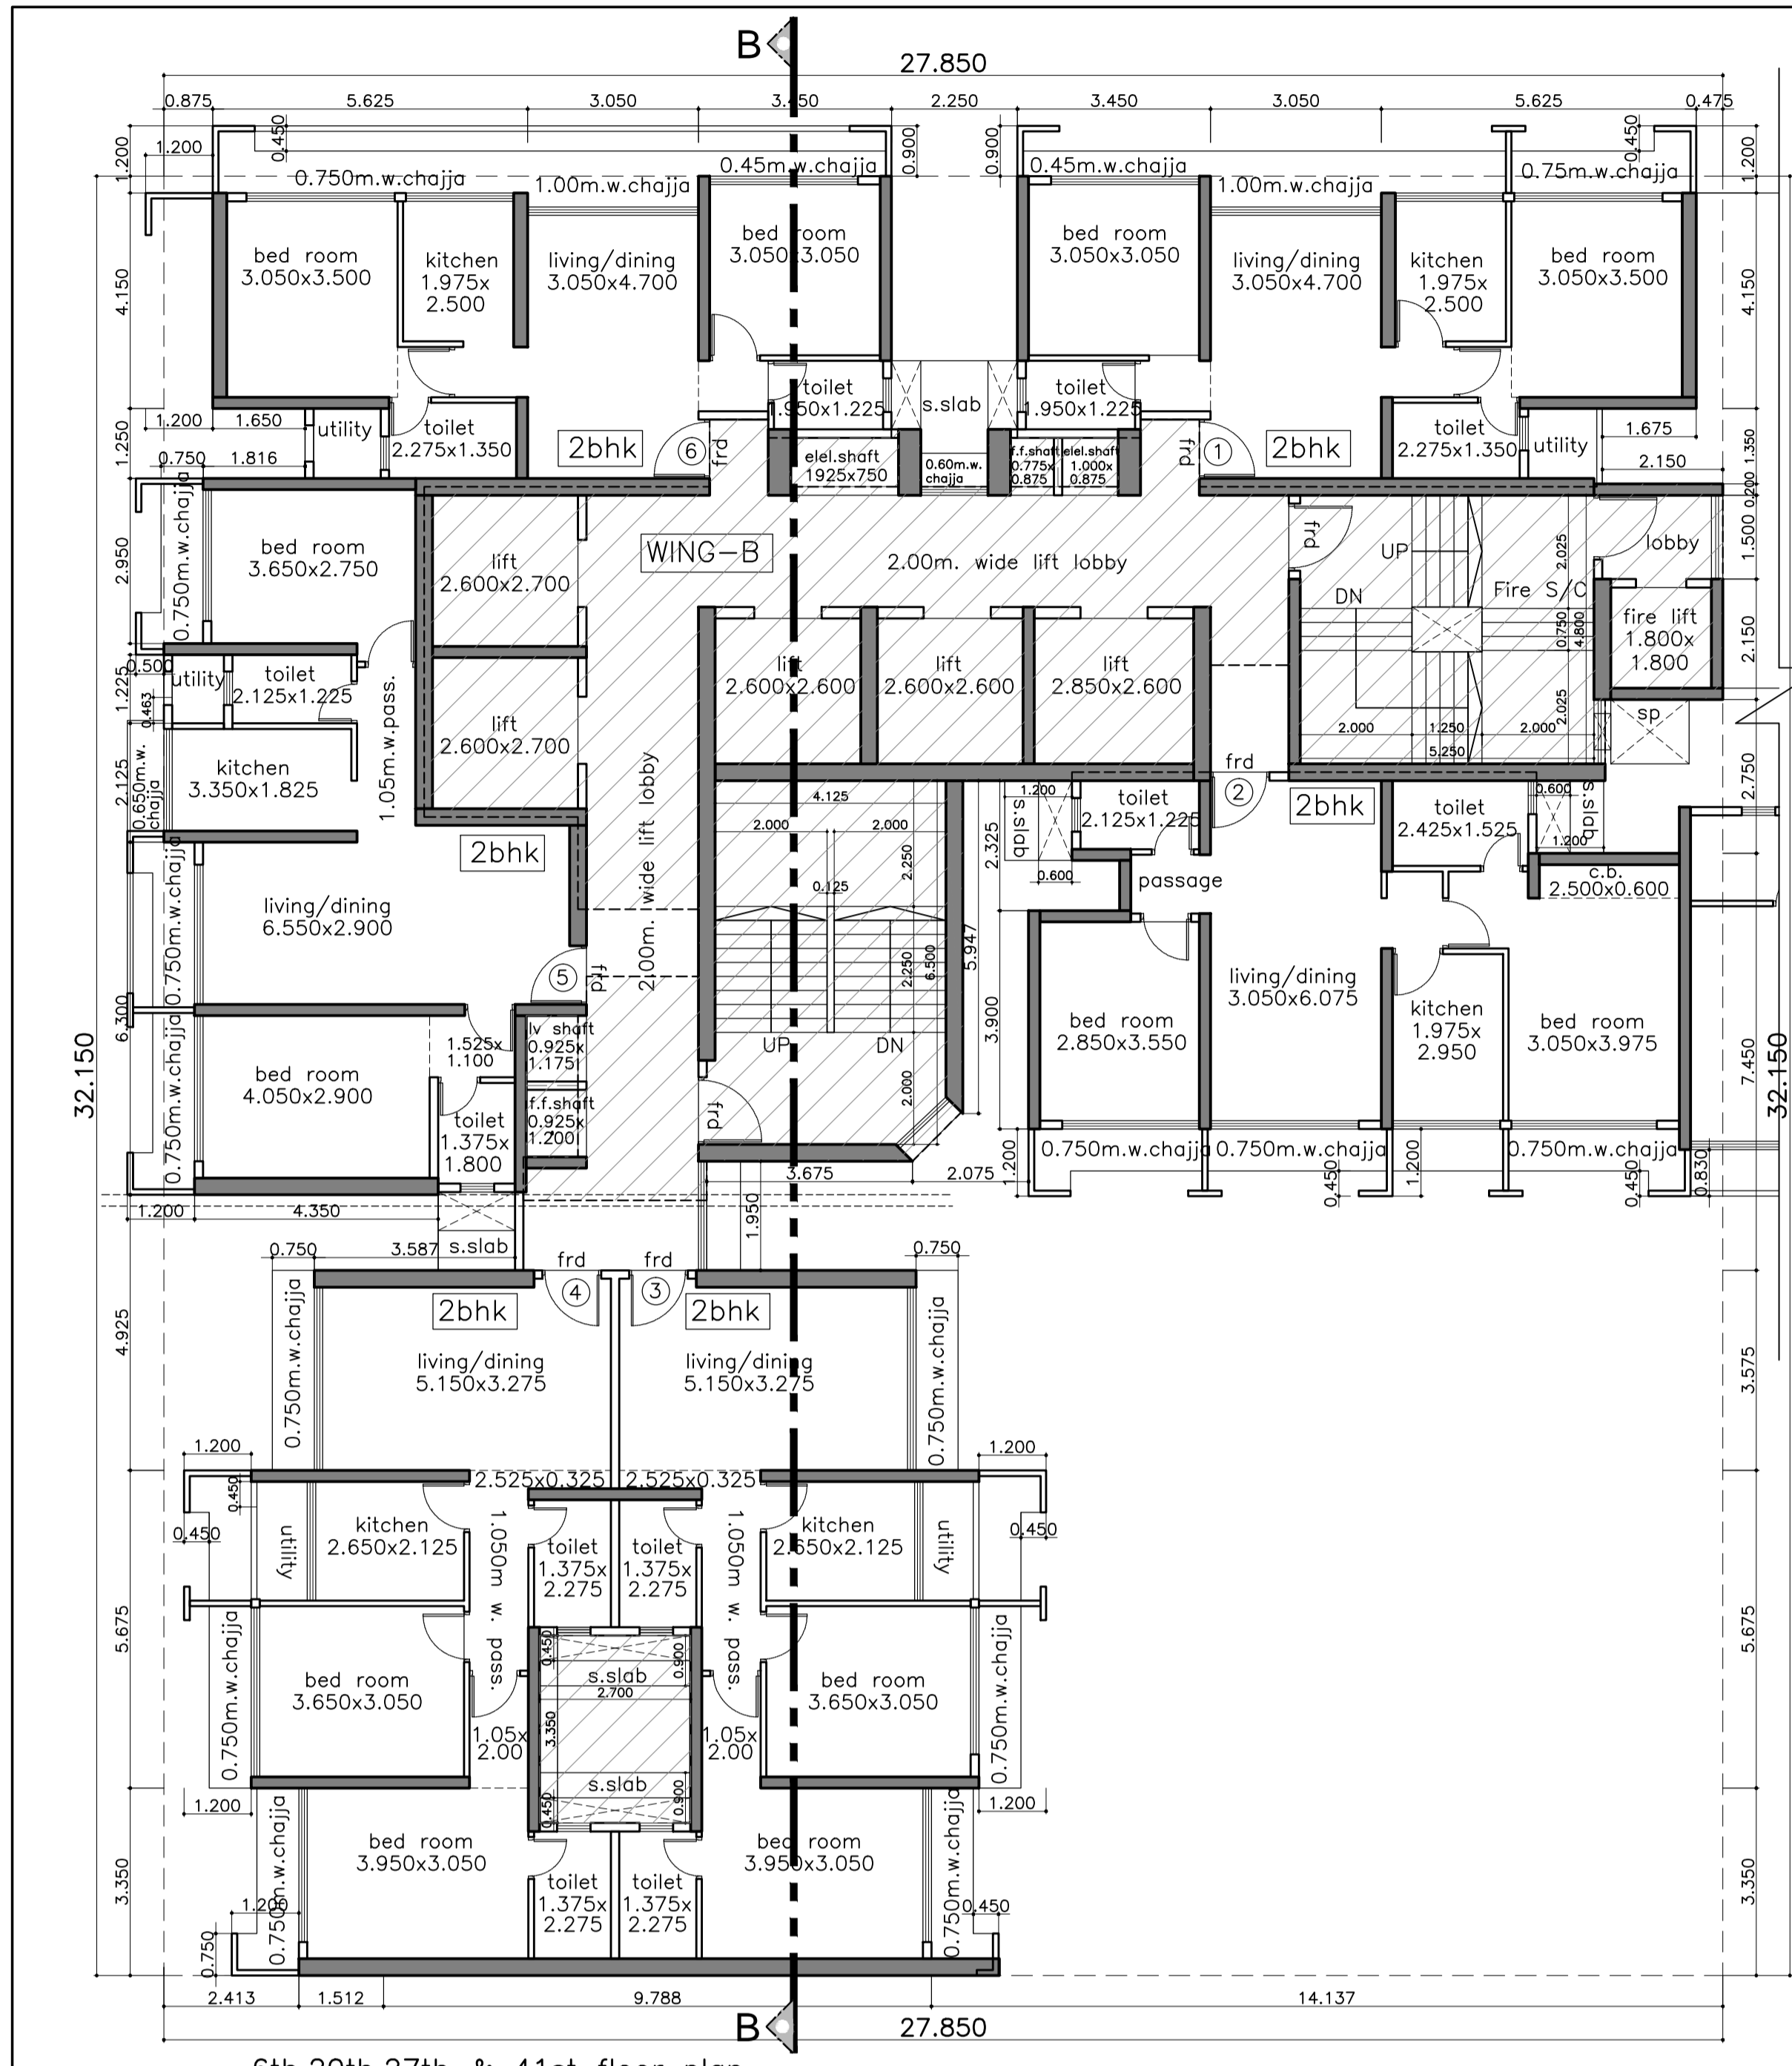 B
27.850
0.875 5.625 3.050 3.450 2.250 3.450 3.050 5.625 0.475
1.200 0.450 0.900 0.900 0.450 1.200
1.200
0.750m.w.chajja 1.00m.w.chajja 0.45m.w.chajja 0.45m.w.chajja 1.00m.w.chajja 0.75m.w.chajja
bed room
3.050x3.500
kitchen
1.975x
2.500
living/dining
3.050x4.700
bed room
3.050x3.050
bed room
3.050x3.050
living/dining
3.050x4.700
kitchen
1.975x
2.500
bed room
3.050x3.500
4.150 4.150
toilet
1.950x1.225
s.slab
toilet
1.950x1.225
1.200 1.650
utility
toilet
2.275x1.350
2bhk
6
frd
elel.shaft
1925x750
0.60m.w.
chajja
f.f.shaft
0.775x
0.875
elel.shaft
1.000x
0.875
frd
1
2bhk
toilet
2.275x1.350
utility
1.675
2.150
1.250 1.350
0.750 1.816
0.200
0.750m.w.chajja
bed room
3.650x2.750
2.950
lift
2.600x2.700
WING-B
2.00m. wide lift lobby
frd
UP
DN
Fire S/C
2.025
0.750
4.800
2.025
lobby
1.500
fire lift
1.800x
1.800
2.150
0.500
utility
toilet
2.125x1.225
1.225
0.463
1.05m.w.pass.
lift
2.600x2.700
lift
2.600x2.600
lift
2.600x2.600
lift
2.850x2.600
2.000 1.250 2.000
5.250
sp
kitchen
3.350x1.825
2.125
0.650m.w.
chajja
2.750
frd
2
2bhk
1.200
s.slab
toilet
2.125x1.225
toilet
2.425x1.525
0.600
s.slab
1.200
4.125
2.000 2.000
2.250
0.125
2.325
0.600
passage
c.b.
2.500x0.600
2bhk
living/dining
6.550x2.900
0.750m.w.chajja
2.00m. wide lift lobby
5
frd
2.250
6.500
5.947
3.900
living/dining
3.050x6.075
kitchen
1.975x
2.950
bed room
2.850x3.550
bed room
3.050x3.975
6.300
32.150
32.150
7.450
0.750m.w.chajja
bed room
4.050x2.900
1.525x
1.100
lv shaft
0.925x
1.175
UP DN
toilet
1.375x
1.800
f.f.shaft
0.925x
1.200
frd
2.000
3.675 2.075
1.200
0.750m.w.chajja 0.750m.w.chajja 0.750m.w.chajja
0.450 1.200 0.450 0.830
1.200 4.350
1.950
0.750 3.587 s.slab
frd frd
0.750
4 3
2bhk 2bhk
0.750m.w.chajja
living/dining
5.150x3.275
living/dining
5.150x3.275
0.750m.w.chajja
4.925 3.575
1.200 1.200
2.525x0.325 2.525x0.325
0.450
0.450
utility
kitchen
2.650x2.125
1.050m w. pass.
toilet
1.375x
2.275
toilet
1.375x
2.275
1.050m w. pass.
kitchen
2.650x2.125
utility
0.450
5.675 5.675
0.750m.w.chajja
bed room
3.650x3.050
0.450
s.slab
2.700
0.900
bed room
3.650x3.050
0.750m.w.chajja
1.05x
2.00
3.350
1.05x
2.00
s.slab
0.450 0.900
1.200 1.200
0.750m.w.chajja
bed room
3.950x3.050
toilet
1.375x
2.275
toilet
1.375x
2.275
bed room
3.950x3.050
0.750m.w.chajja
3.350 3.350
1.200 0.450
0.750
2.413 1.512 9.788 14.137
B
27.850